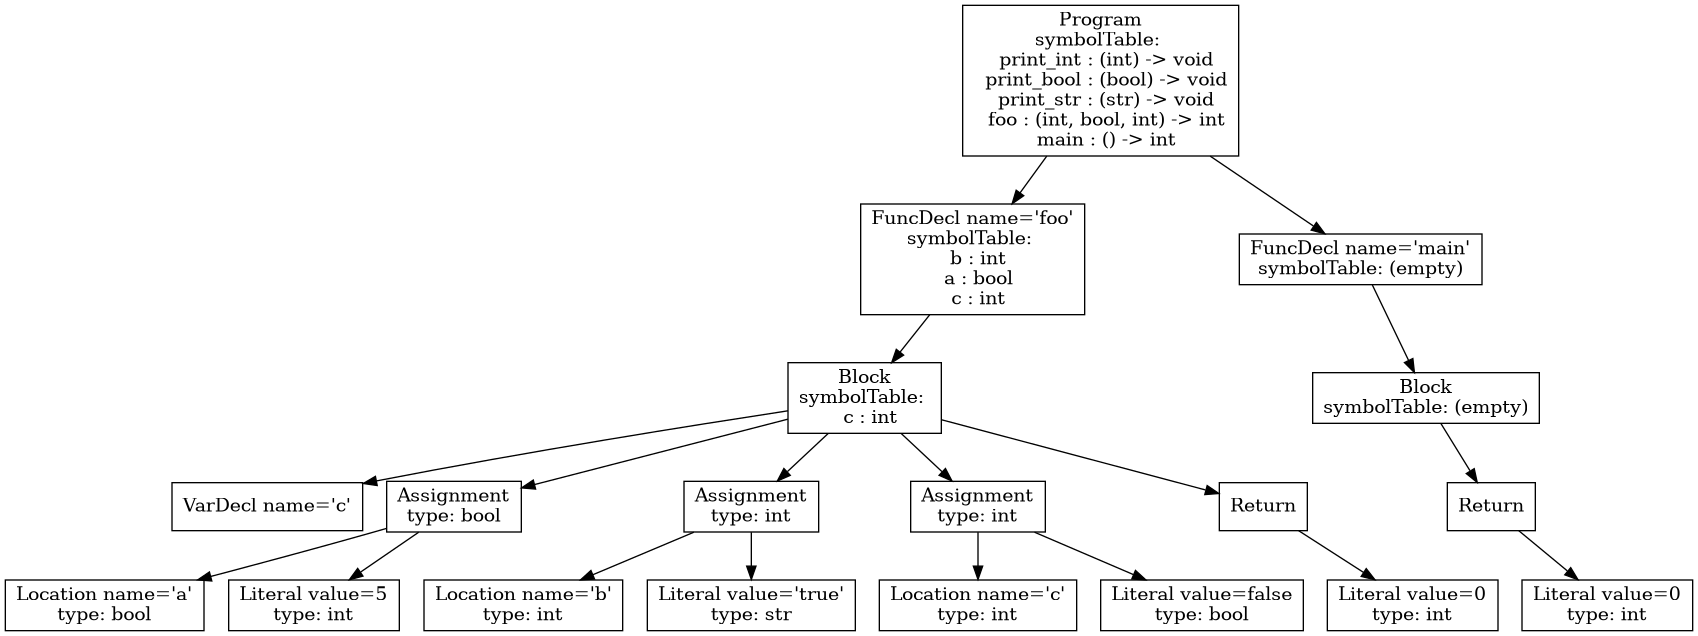 Program
symbolTable:
print_int : (int) -> void
print_bool : (bool) -> void
print_str : (str) -> void
foo : (int, bool, int) -> int
main : () -> int
FuncDecl name='foo'
symbolTable:
b : int
a : bool
c : int
FuncDecl name='main'
symbolTable: (empty)
Block
symbolTable:
c : int
Block
symbolTable: (empty)
VarDecl name='c'
Assignment
type: bool
Assignment
type: int
Assignment
type: int
Return
Return
Location name='a'
type: bool
Literal value=5
type: int
Location name='b'
type: int
Literal value='true'
type: str
Location name='c'
type: int
Literal value=false
type: bool
Literal value=0
type: int
Literal value=0
type: int